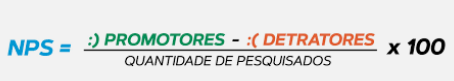 NPS = :) PROMOTORES - :( DETRATORES x 100
QUANTIDADE DE PESQUISADOS